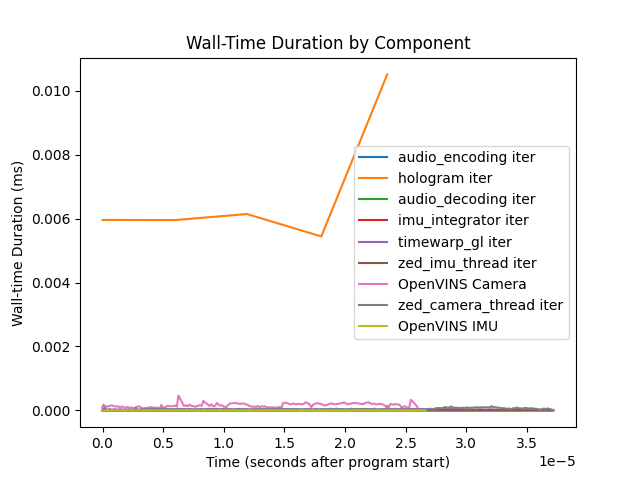 Wall-Time Duration by Component
Wall-time Duration (ms)
0.010
0.008
0.006
0.004
0.002
0.000
audio_encoding iter
hologram iter
audio_decoding iter
imu_integrator iter
timewarp_gl iter
zed_imu_thread iter
OpenVINS Camera
zed_camera_thread iter
OpenVINS IMU
0.0 0.5 1.0 1.5 2.0 2.5 3.0 3.5
1e−5
Time (seconds after program start)